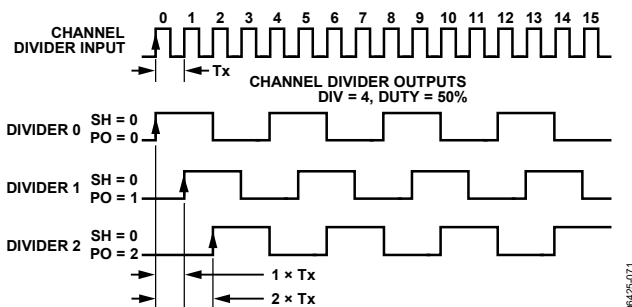 0 1 2 3 4 5 6 7 8 9 10 11 12 13 14 15
CHANNEL
DIVIDER INPUT
Tx
CHANNEL DIVIDER OUTPUTS
DIV = 4, DUTY = 50%
DIVIDER 0
SH = 0
PO = 0
DIVIDER 1
SH = 0
PO = 1
DIVIDER 2
SH = 0
PO = 2
1 × Tx
2 × Tx
06425-071